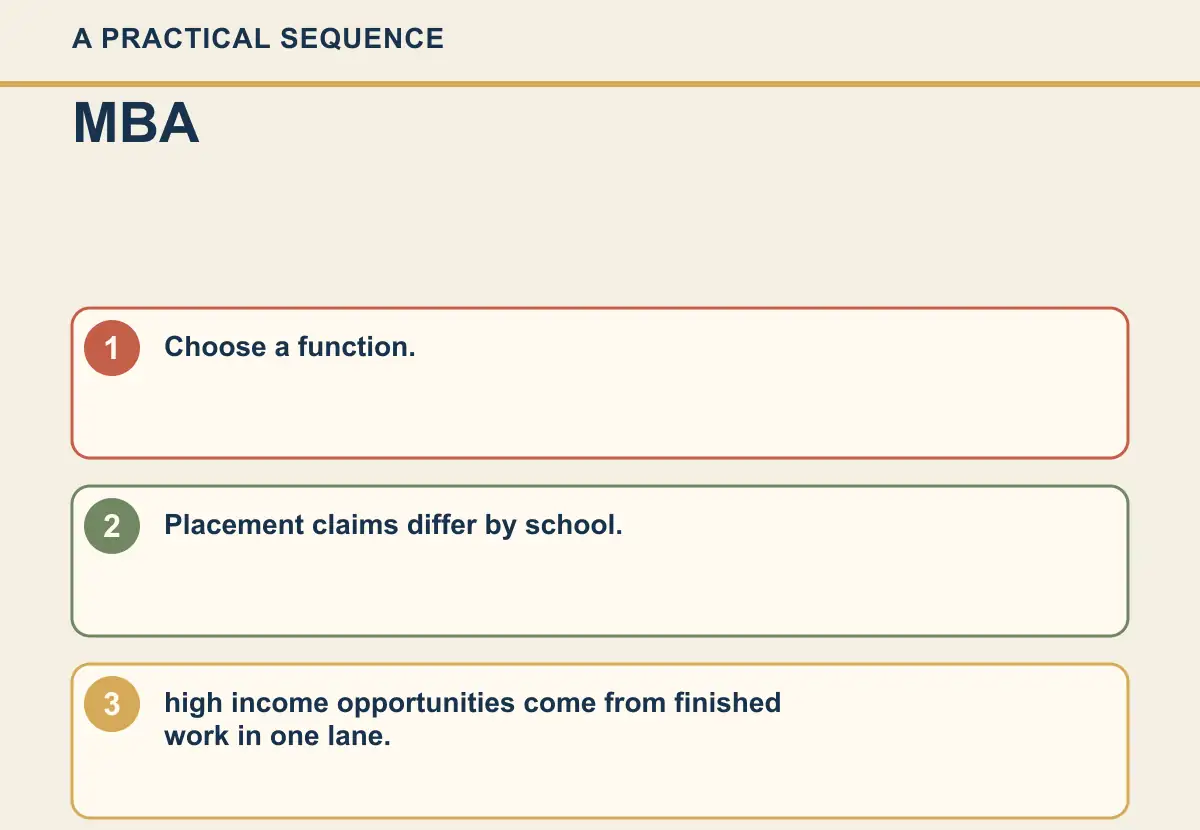 A PRACTICAL SEQUENCE
MBA
1
Choose a function.
2
Placement claims differ by school.
3
high income opportunities come from finished
work in one lane.